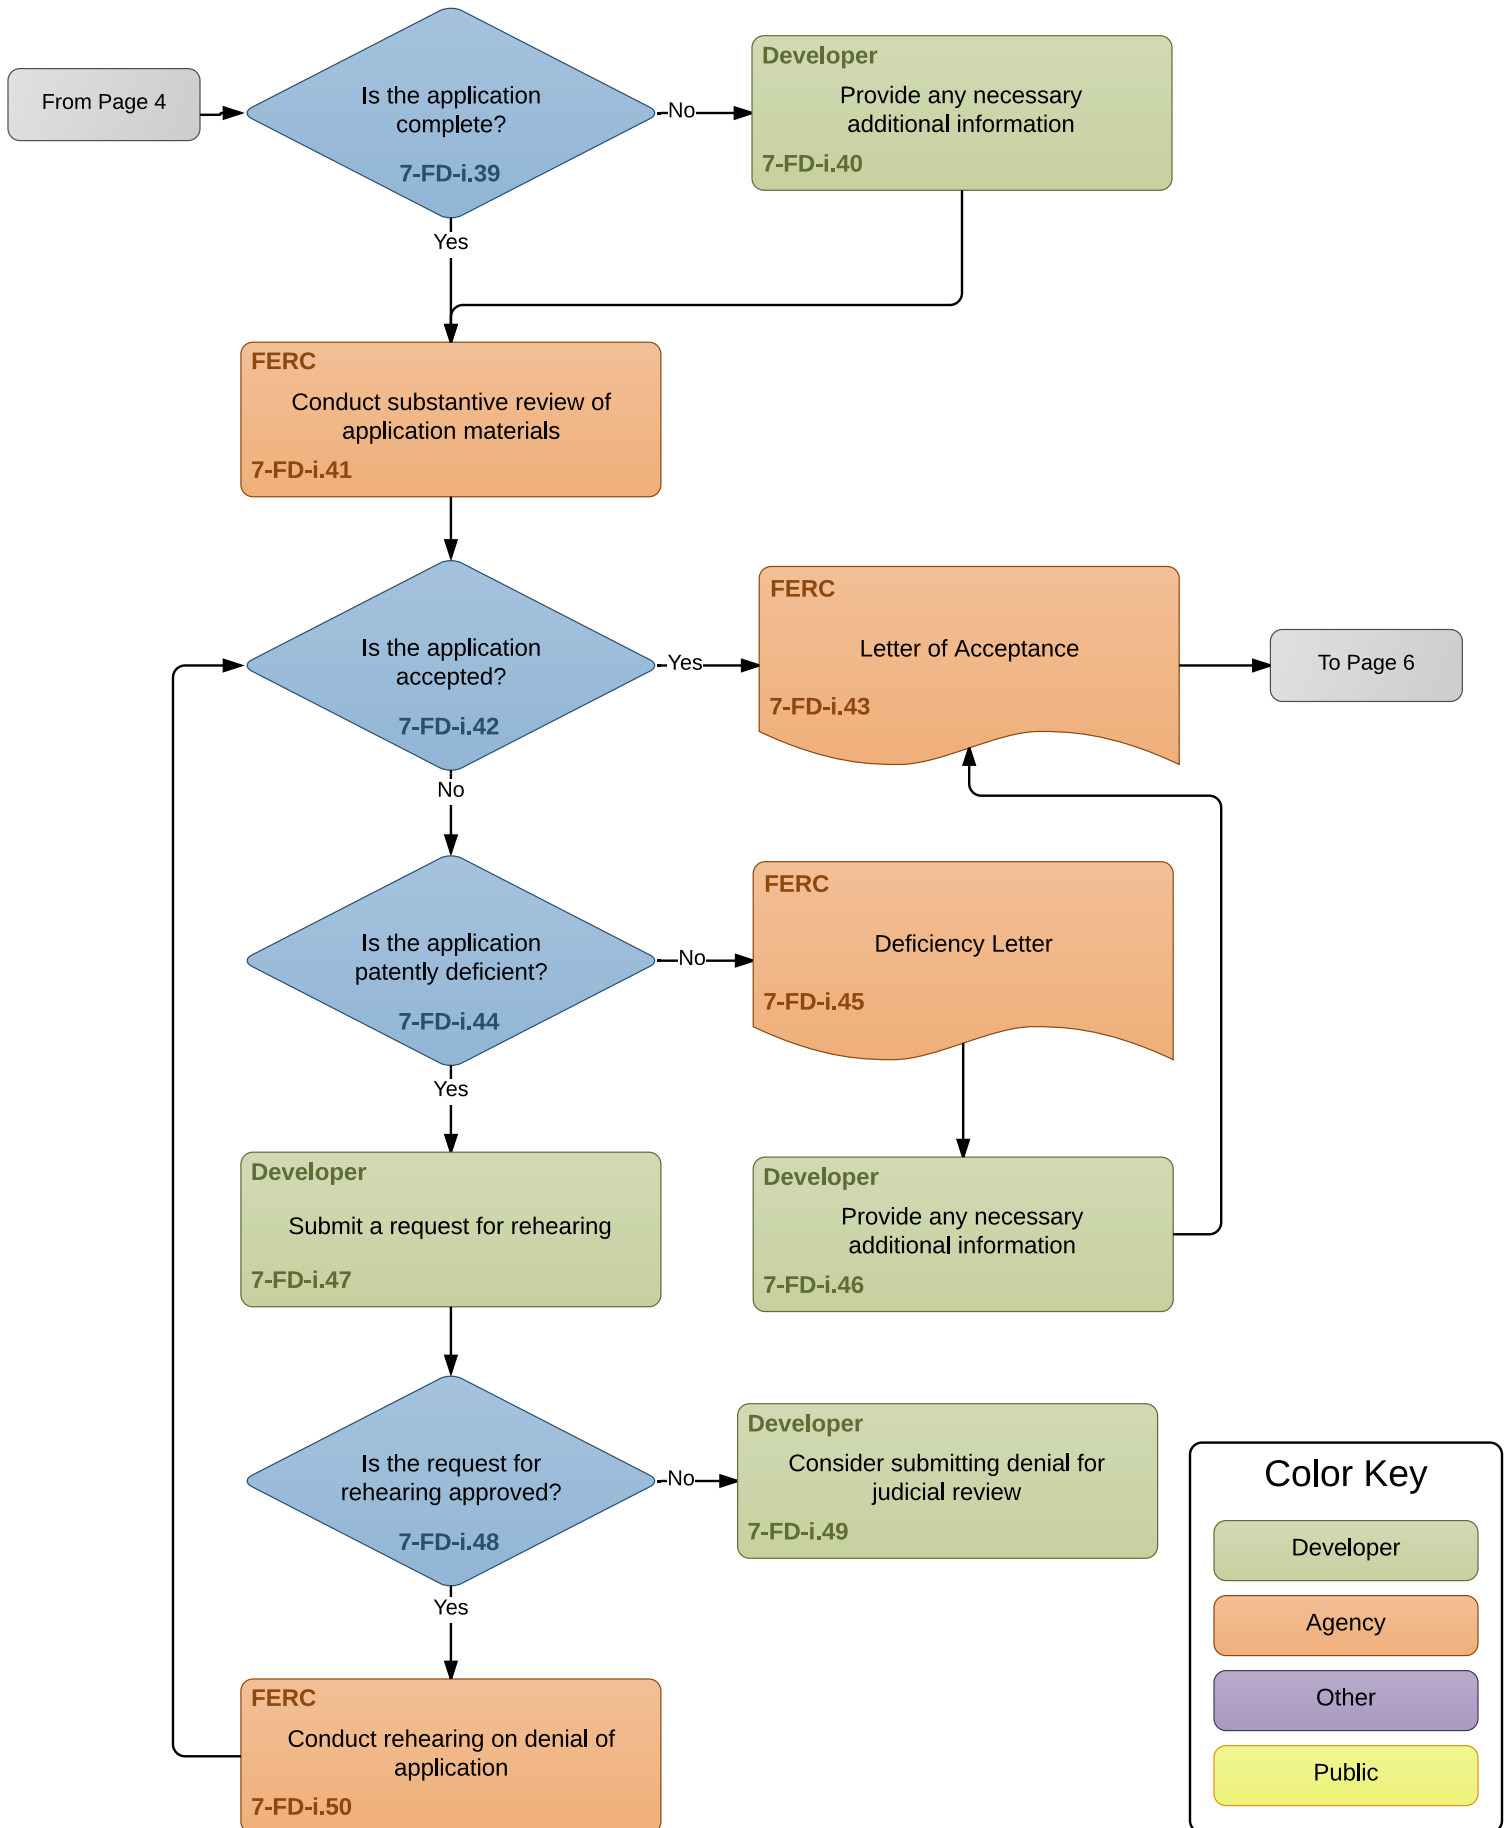 From Page 4
Is the application
complete?
7-FD-i.39
No
Developer
Provide any necessary
additional information
7-FD-i.40
Yes
FERC
Conduct substantive review of
application materials
7-FD-i.41
Is the application
accepted?
7-FD-i.42
Yes
FERC
Letter of Acceptance
7-FD-i.43
To Page 6
No
Is the application
patently deficient?
7-FD-i.44
No
FERC
Deficiency Letter
7-FD-i.45
Yes
Developer
Submit a request for rehearing
7-FD-i.47
Developer
Provide any necessary
additional information
7-FD-i.46
Is the request for
rehearing approved?
7-FD-i.48
No
Developer
Consider submitting denial for
judicial review
7-FD-i.49
Yes
FERC
Conduct rehearing on denial of
application
7-FD-i.50
Color Key
Developer
Agency
Other
Public